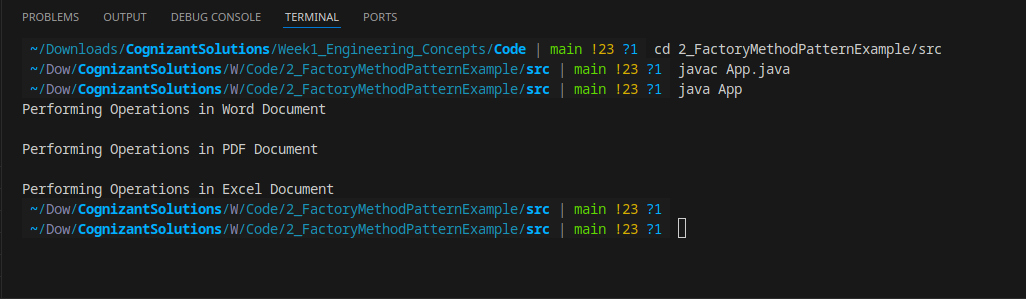 PROBLEMS OUTPUT DEBUG CONSOLE TERMINAL PORTS
~/Downloads/CognizantSolutions/Week1_Engineering_Concepts/Code | main !23 ?1 cd 2_FactoryMethodPatternExample/src
~/Dow/CognizantSolutions/W/Code/2_FactoryMethodPatternExample/src | main !23 ?1 javac App.java
~/Dow/CognizantSolutions/W/Code/2_FactoryMethodPatternExample/src | main !23 ?1 java App
Performing Operations in Word Document
Performing Operations in PDF Document
Performing Operations in Excel Document
~/Dow/CognizantSolutions/W/Code/2_FactoryMethodPatternExample/src | main !23 ?1
~/Dow/CognizantSolutions/W/Code/2_FactoryMethodPatternExample/src | main !23 ?1